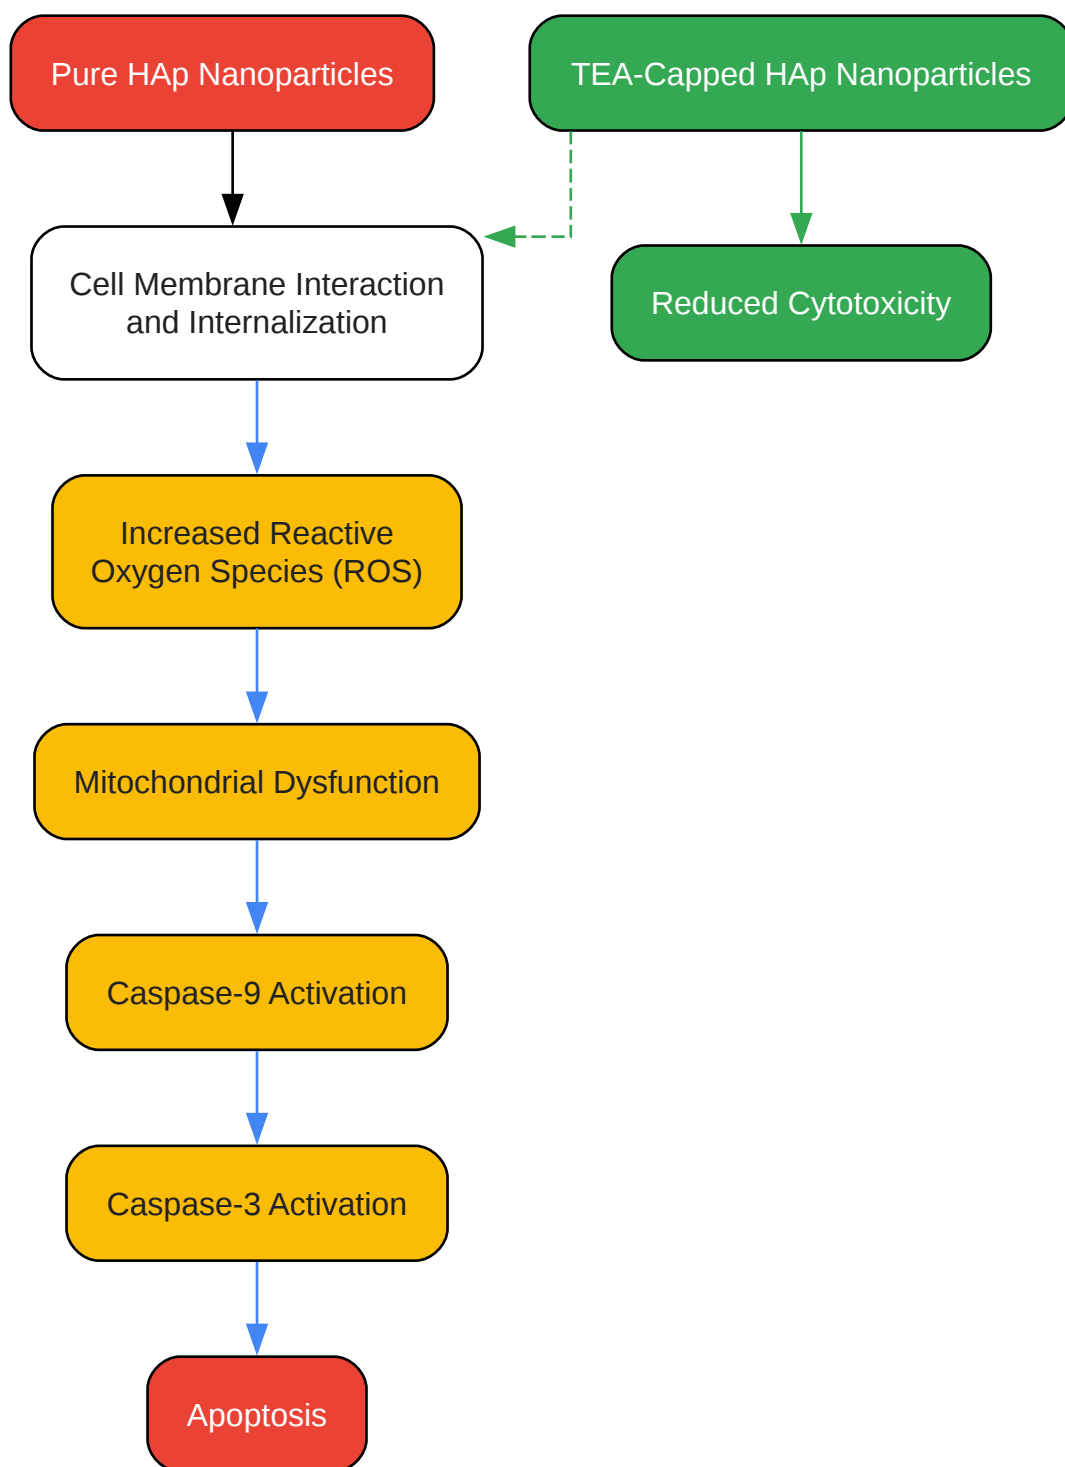 Pure HAp Nanoparticles
TEA-Capped HAp Nanoparticles
Cell Membrane Interaction
and Internalization
Reduced Cytotoxicity
Increased Reactive
Oxygen Species (ROS)
Mitochondrial Dysfunction
Caspase-9 Activation
Caspase-3 Activation
Apoptosis